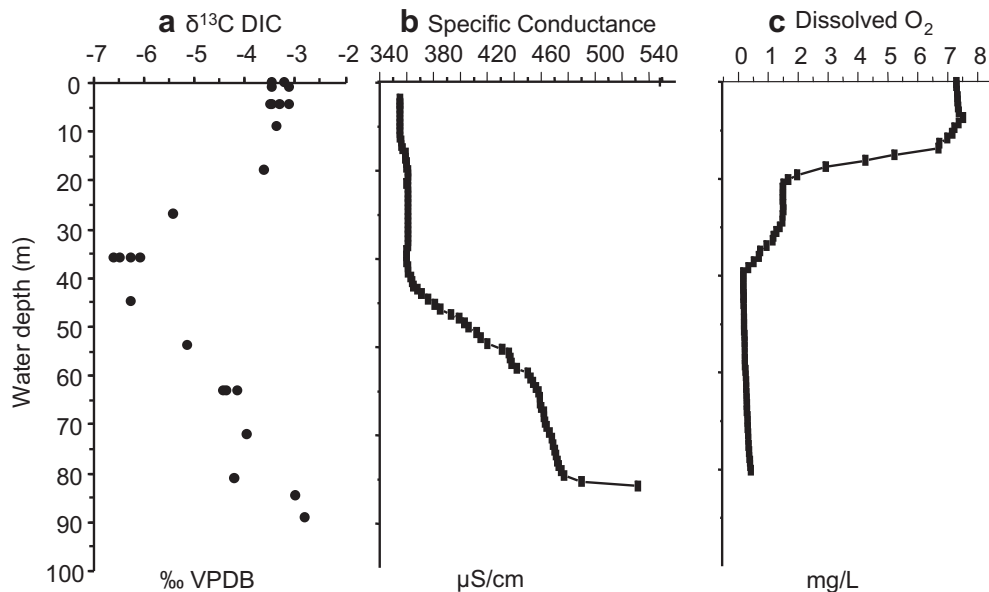 a δ¹³C DIC
b Specific Conductance
c Dissolved O₂
-7 -6 -5 -4 -3 -2
340 380 420 460 500 540
0 1 2 3 4 5 6 7 8
0
10
20
30
40
50
60
70
80
90
100
Water depth (m)
‰ VPDB
µS/cm
mg/L